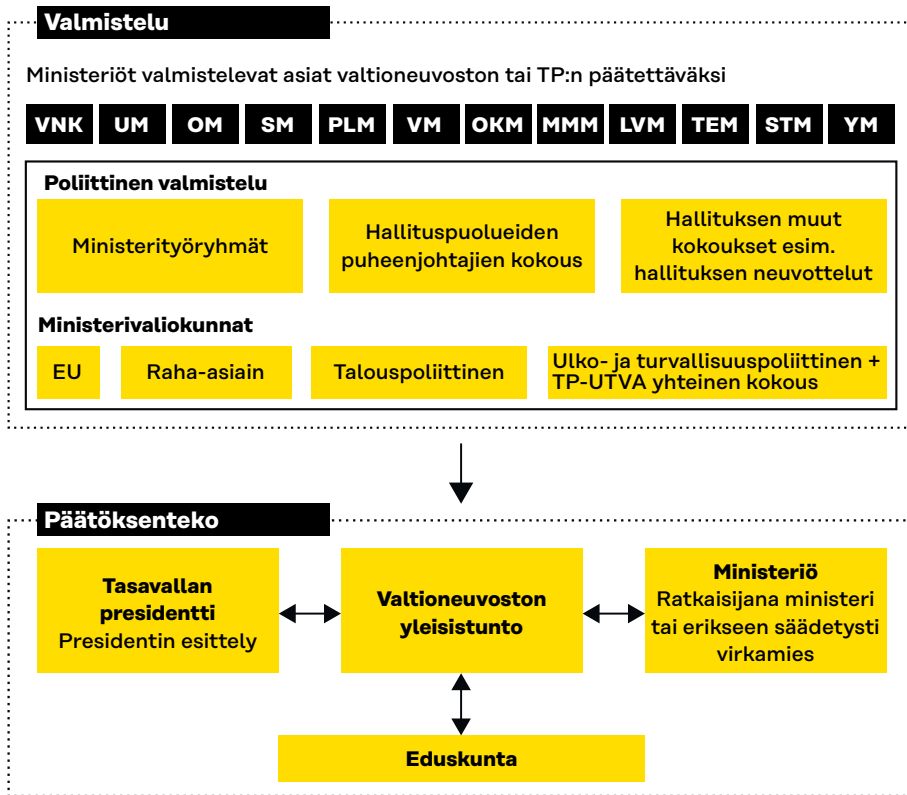 Valmistelu
Ministeriöt valmistelevat asiat valtioneuvoston tai TP:n päätettäväksi
VNK UM OM SM PLM VM OKM MMM LVM TEM STM YM
Poliittinen valmistelu
Ministerityöryhmät
Hallituspuolueiden
puheenjohtajien kokous
Hallituksen muut
kokoukset esim.
hallituksen neuvottelut
Ministerivaliokunnat
EU
Raha-asiain
Talouspoliittinen
Ulko- ja turvallisuuspoliittinen +
TP-UTVA yhteinen kokous
Päätöksenteko
Tasavallan
presidentti
Presidentin esittely
Valtioneuvoston
yleisistunto
Ministeriö
Ratkaisijana ministeri
tai erikseen säädetysti
virkamies
Eduskunta